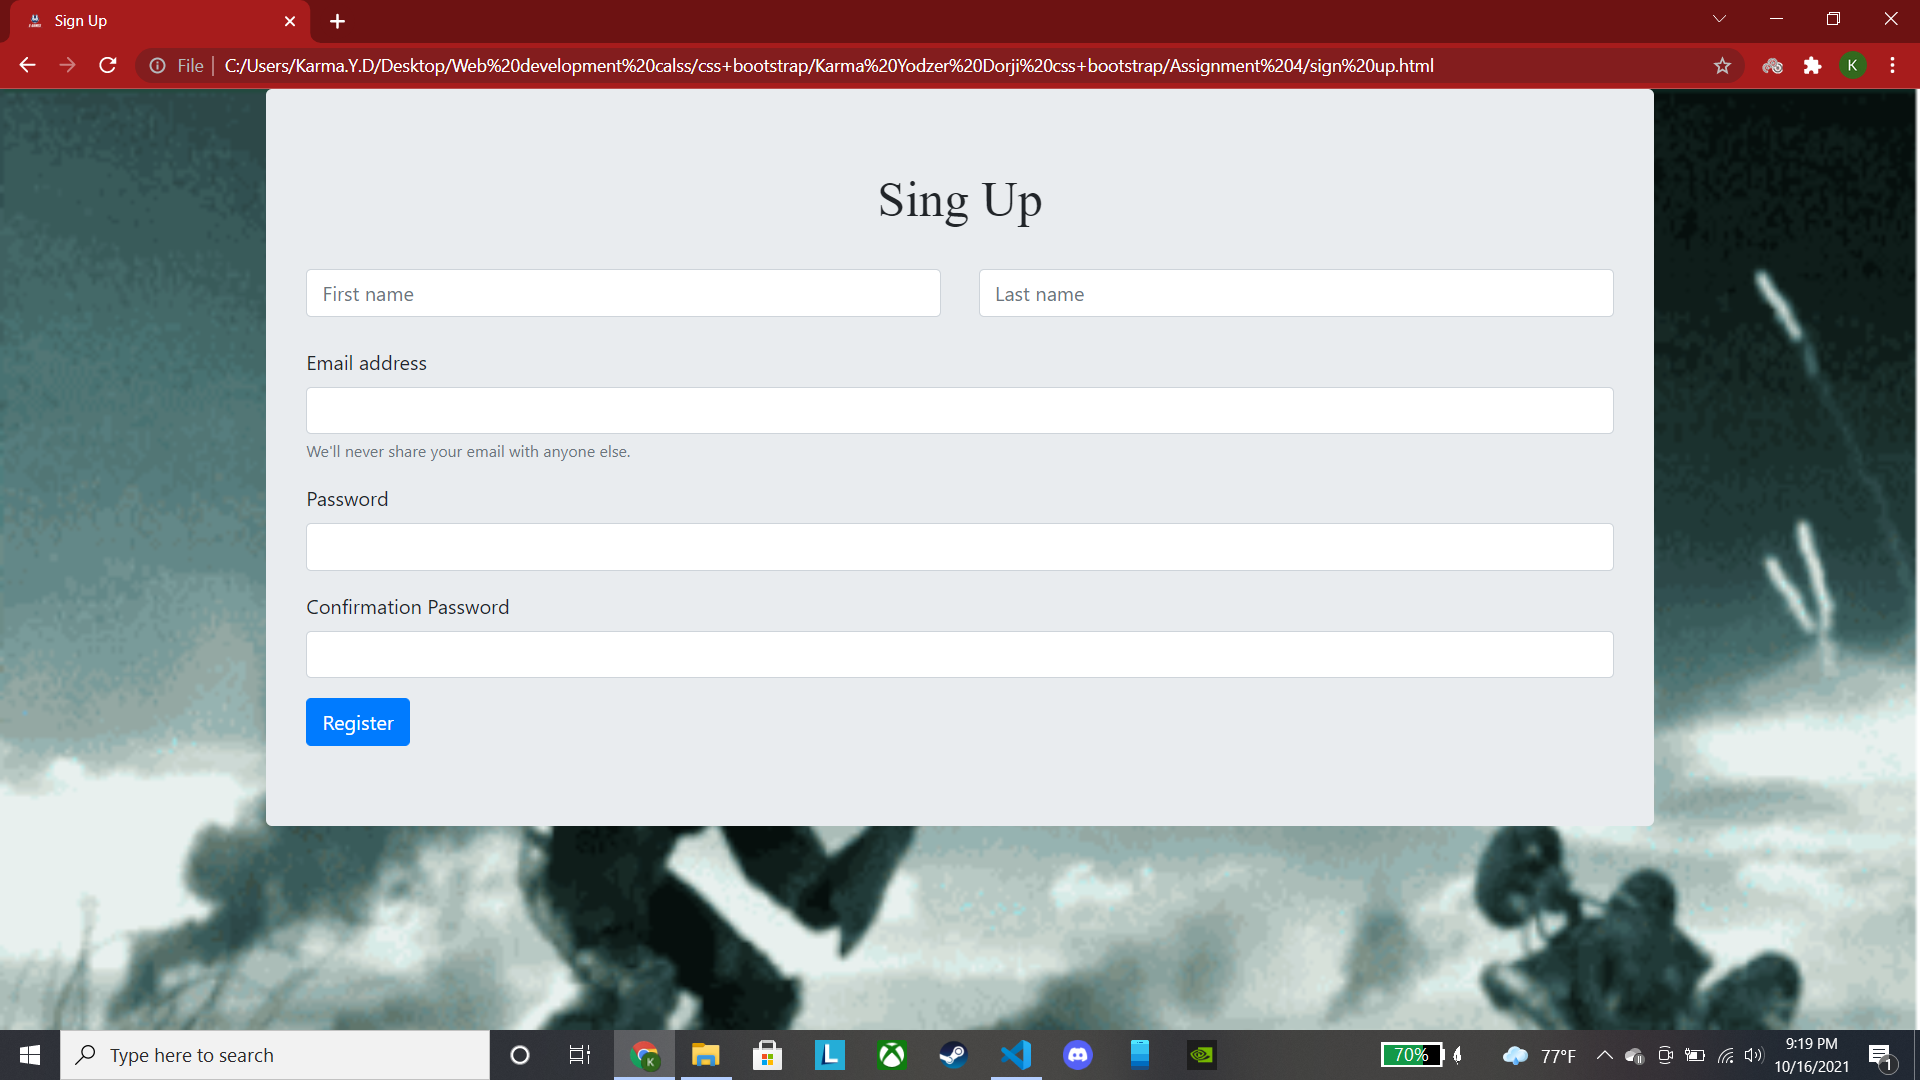 Sign Up
File
C:/Users/Karma.Y.D/Desktop/Web%20development%20calss/css+bootstrap/Karma%20Yodzer%20Dorji%20css+bootstrap/Assignment%204/sign%20up.html
K
Sing Up
First name
Last name
Email address
We'll never share your email with anyone else.
Password
Confirmation Password
Register
Type here to search
K
L
70%
77°F
9:19 PM
10/16/2021
1